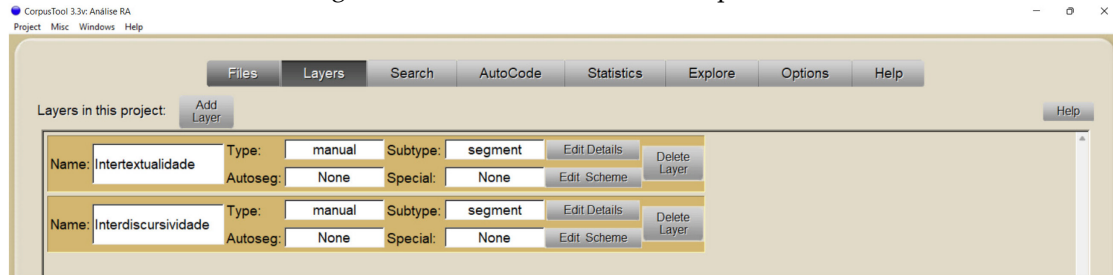 CorpusTool 3.3v: Análise RA
Project Misc Windows Help
Files Layers Search AutoCode Statistics Explore Options Help
Layers in this project: Add Layer Help
Name: Intertextualidade Type: manual Subtype: segment Edit Details Delete Layer
Autoseg: None Special: None Edit Scheme
Name: Interdiscursividade Type: manual Subtype: segment Edit Details Delete Layer
Autoseg: None Special: None Edit Scheme